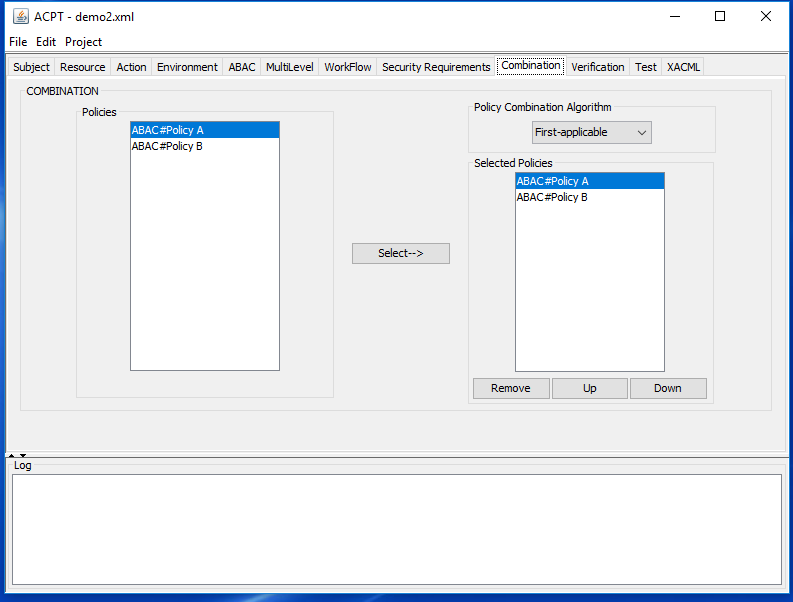 ACPT - demo2.xml
File Edit Project
Subject Resource Action Environment ABAC MultiLevel WorkFlow Security Requirements Combination Verification Test XACML
COMBINATION
Policies
ABAC#Policy A
ABAC#Policy B
Select-->
Policy Combination Algorithm
First-applicable
Selected Policies
ABAC#Policy A
ABAC#Policy B
Remove Up Down
Log